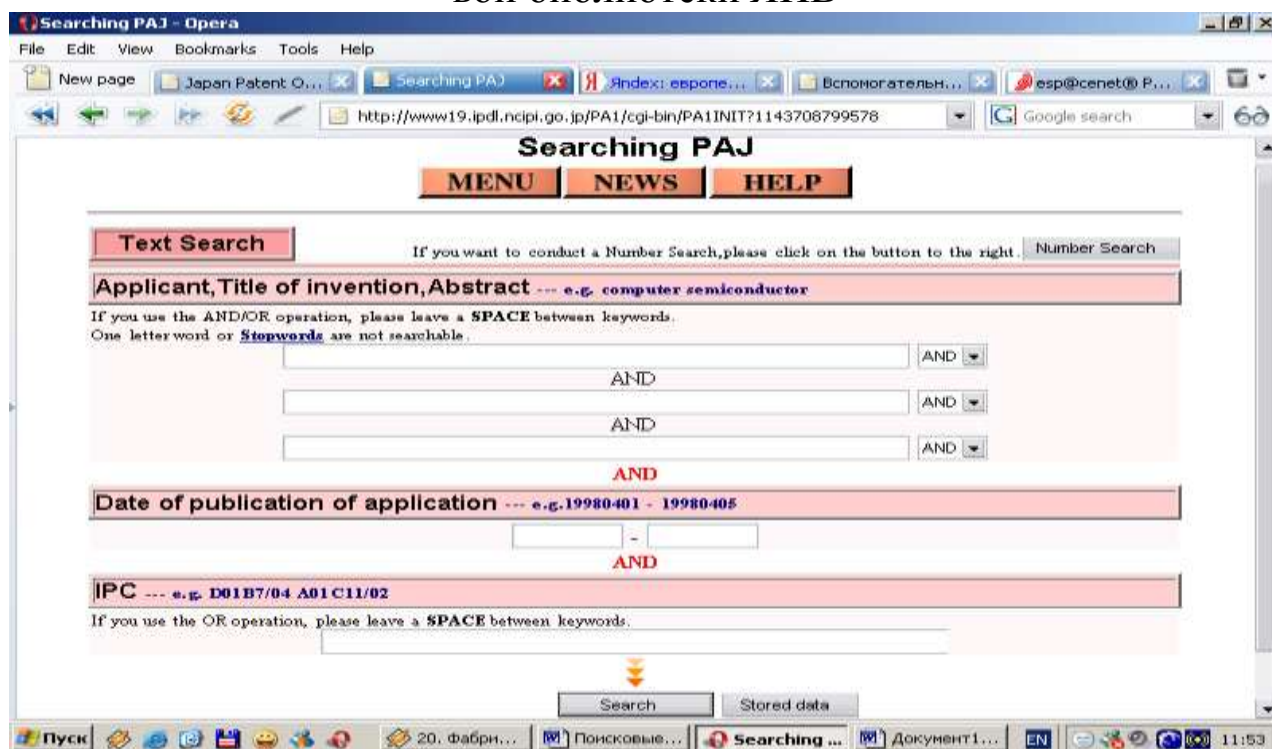 Searching PAJ - Opera
File Edit View Bookmarks Tools Help
New page Japan Patent O... Searching PAJ Яndex: европе... Вспомогательн... esp@cenet® P...
http://www19.ipdl.ncipi.go.jp/PA1/cgi-bin/PA1INIT?1143708799578 Google search
Searching PAJ
MENU NEWS HELP
Text Search If you want to conduct a Number Search,please click on the button to the right. Number Search
Applicant,Title of invention,Abstract --- e.g. computer semiconductor
If you use the AND/OR operation, please leave a SPACE between keywords.
One letter word or Stopwords are not searchable.
AND
AND
AND
AND
AND
AND
Date of publication of application --- e.g.19980401 - 19980405
-
AND
IPC --- e.g. D01B7/04 A01C11/02
If you use the OR operation, please leave a SPACE between keywords.
Search Stored data
Пуск 20. Фабри... Поисковые... Searching ... Документ1... EN 11:53